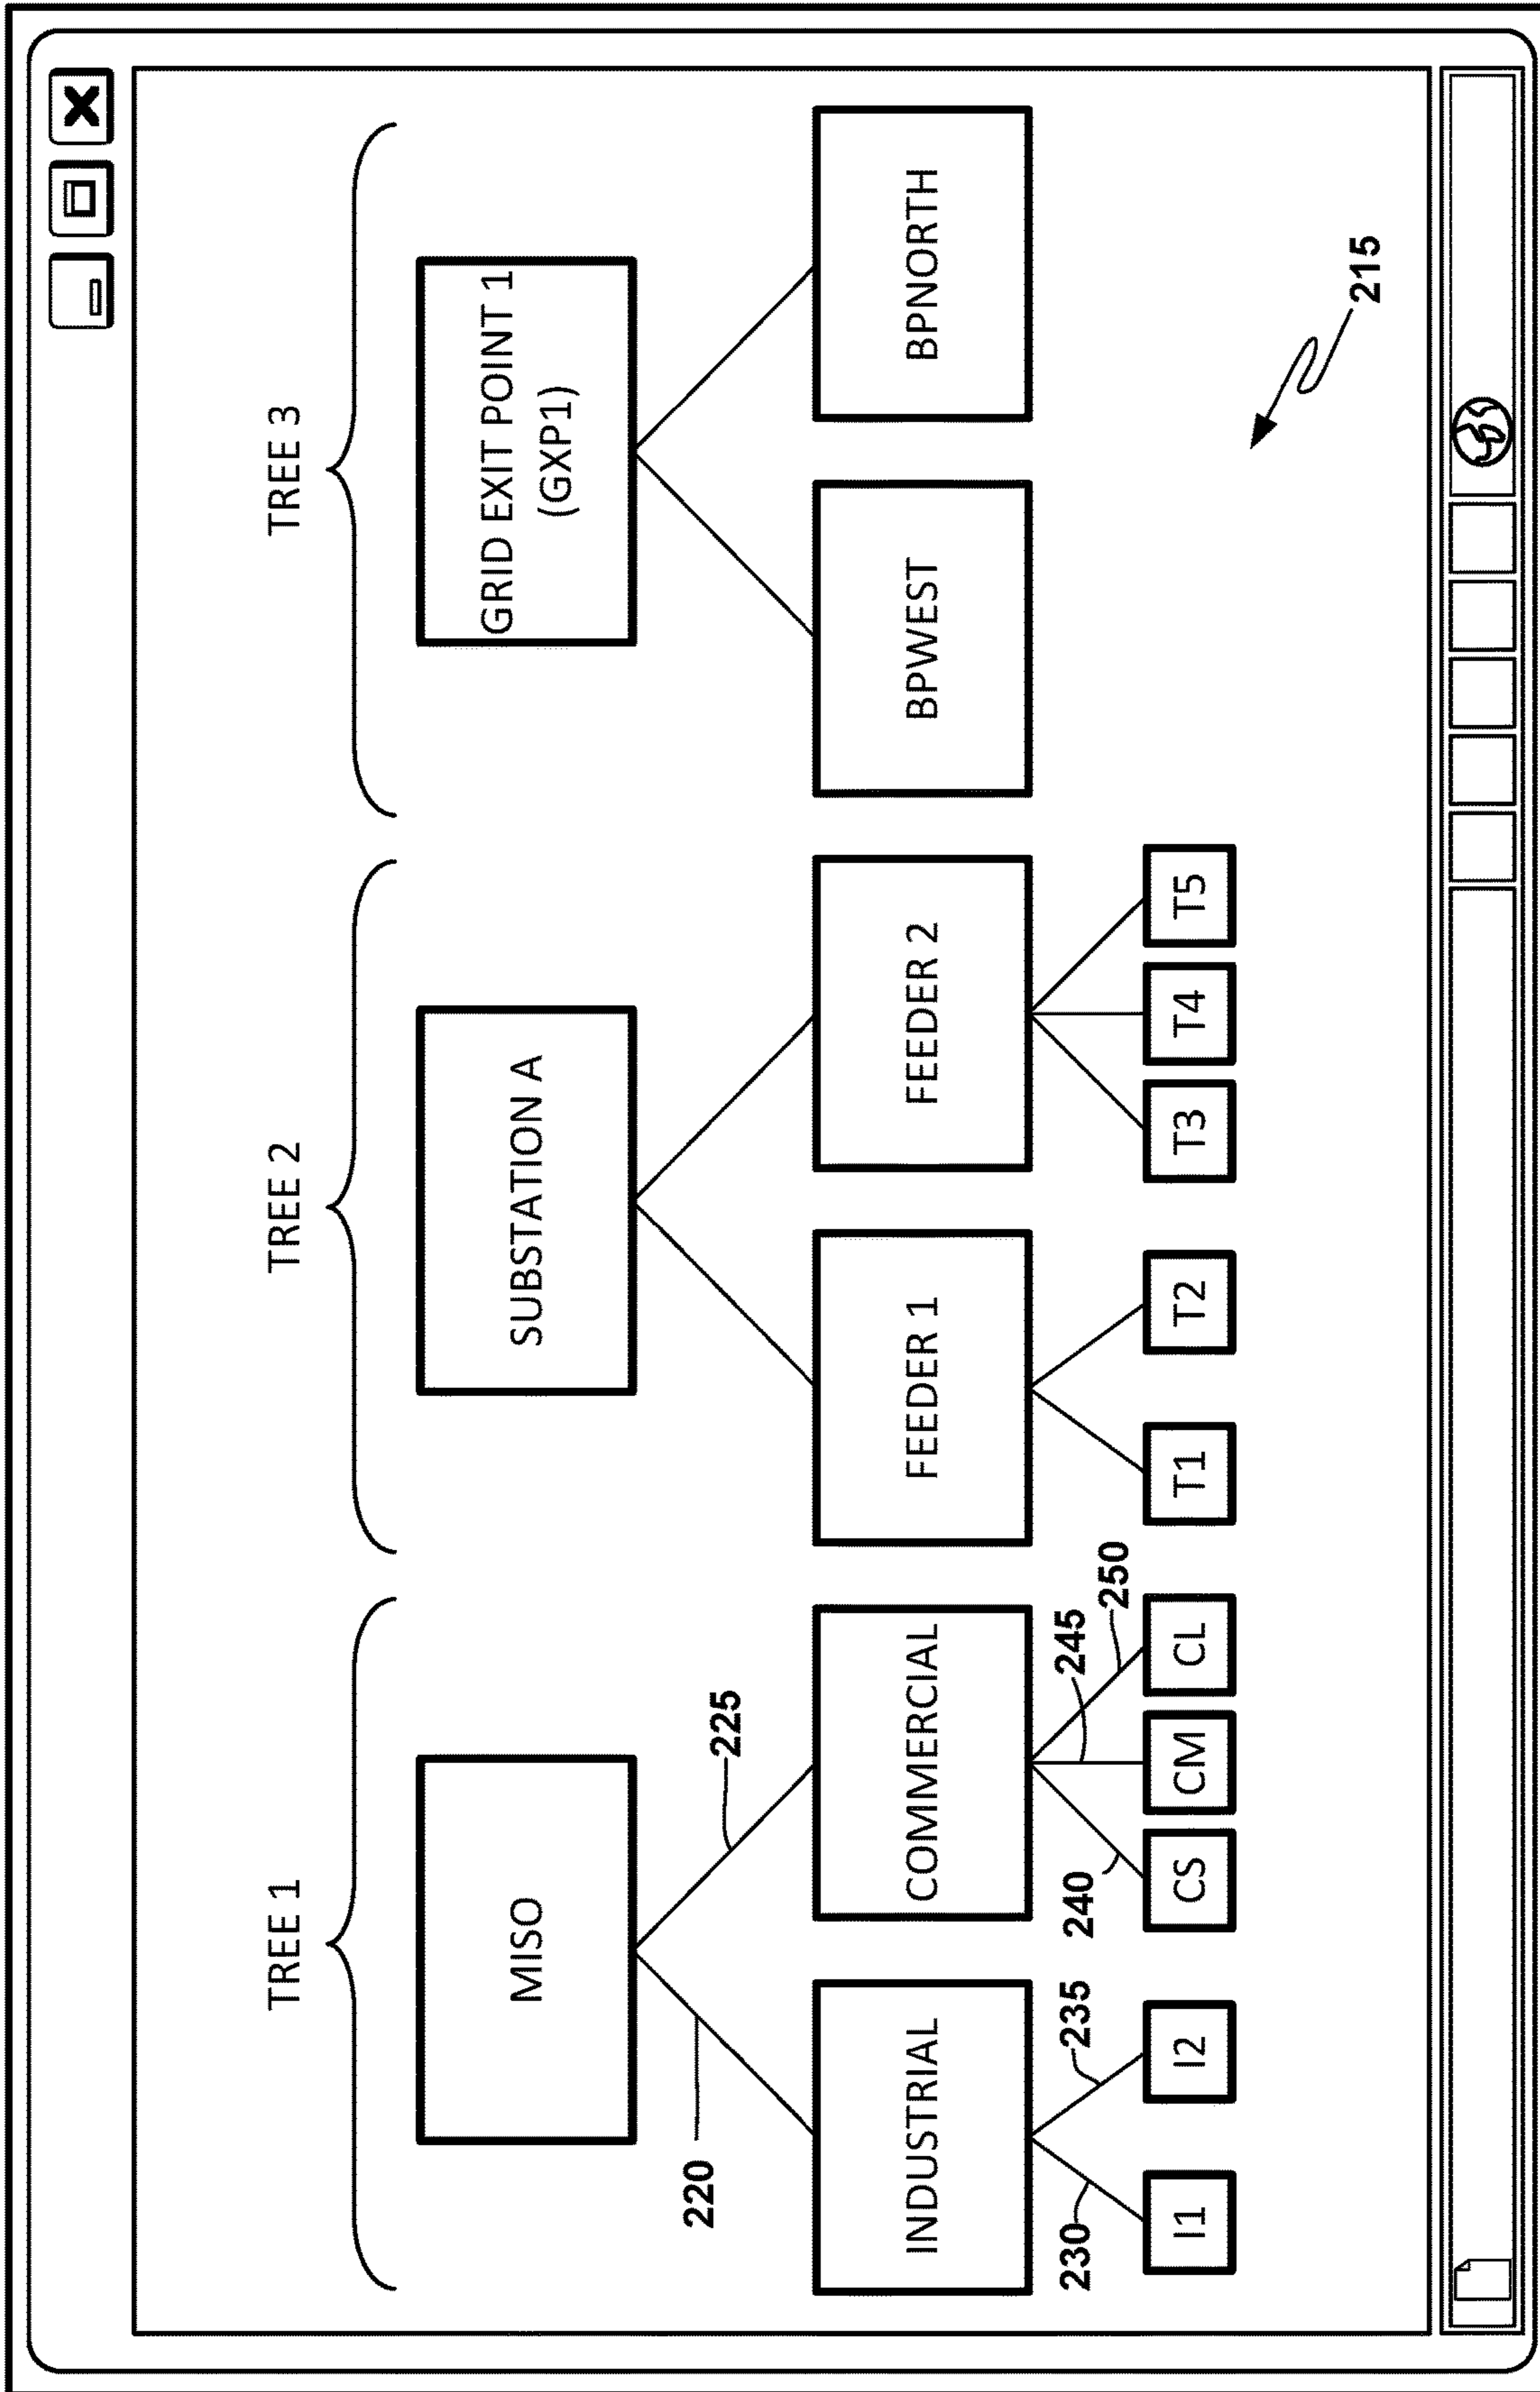 TREE 1
TREE 2
TREE 3
MISO
SUBSTATION A
GRID EXIT POINT 1
(GXP1)
220
225
INDUSTRIAL
COMMERCIAL
FEEDER 1
FEEDER 2
BPWEST
BPNORTH
230
235
240
245
250
I1
I2
CS
CM
CL
T1
T2
T3
T4
T5
215